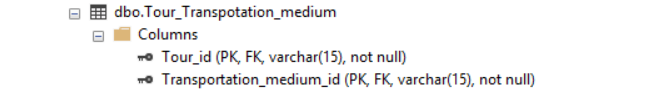 dbo.Tour_Transpotation_medium
Columns
Tour_id (PK, FK, varchar(15), not null)
Transportation_medium_id (PK, FK, varchar(15), not null)